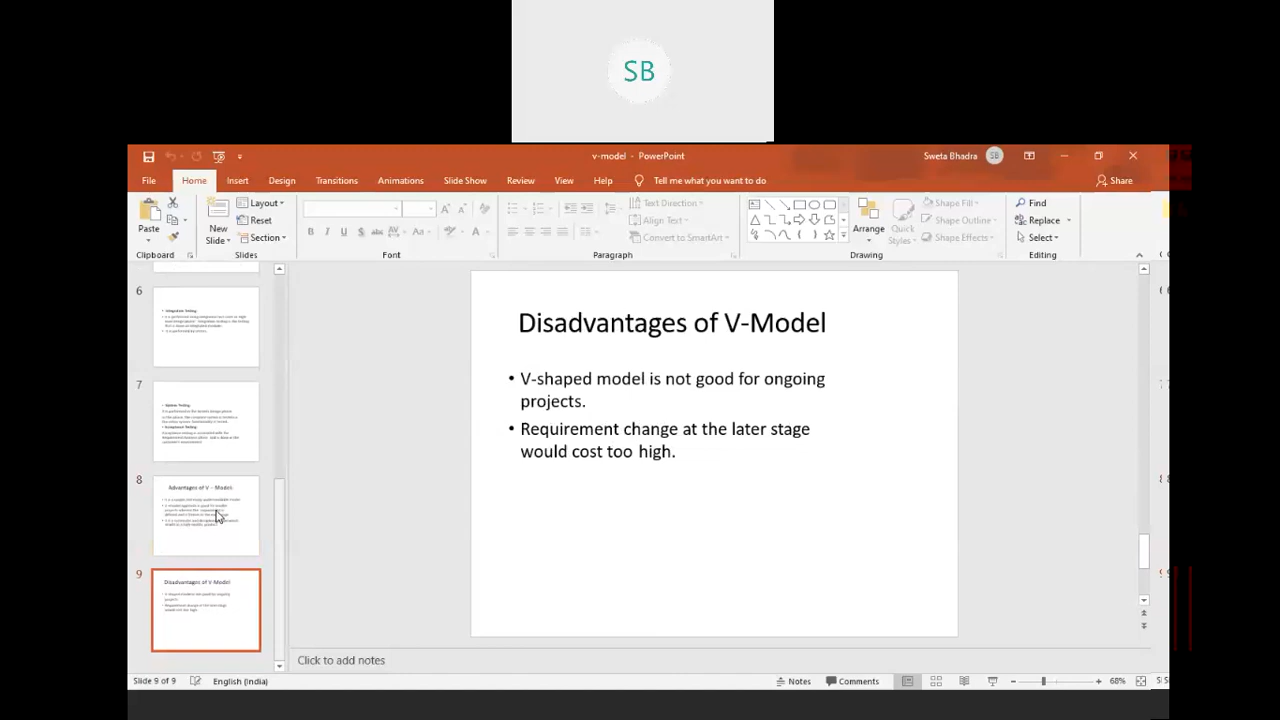 SB
v-model - PowerPoint
Sweta Bhadra
SB
File Home Insert Design Transitions Animations Slide Show Review View Help Tell me what you want to do
Share
Paste
Clipboard
New Slide
Layout
Reset
Section
Slides
Font
Text Direction
Align Text
Convert to SmartArt
Paragraph
Arrange
Quick Styles
Shape Fill
Shape Outline
Shape Effects
Drawing
Find
Replace
Select
Editing
6
7
8
Advantages of V - Model
9
Disadvantages of V-Model
Disadvantages of V-Model
• V-shaped model is not good for ongoing
projects.
• Requirement change at the later stage
would cost too high.
Click to add notes
Slide 9 of 9
English (India)
Notes
Comments
68%